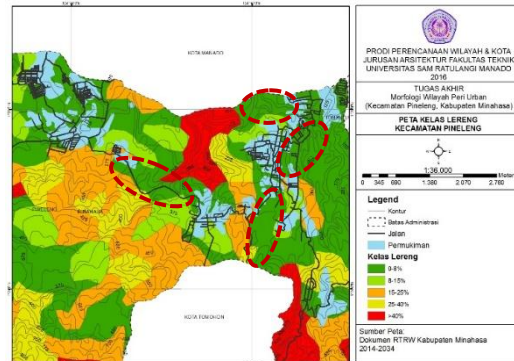 KOTA MANADO
KOTA TOMOHON
PRODI PERENCANAAN WILAYAH & KOTA
JURUSAN ARSITEKTUR FAKULTAS TEKNIK
UNIVERSITAS SAM RATULANGI MANADO
2016
TUGAS AKHIR
Morfologi Wilayah Peri Urban
(Kecamatan Pineleng, Kabupaten Minahasa)
PETA KELAS LERENG
KECAMATAN PINELENG
1:36.000
0 345 690 1.380 2.070 2.760
Meter
Legend
Kontur
Batas Administrasi
Jalan
Permukiman
Kelas Lereng
0-8%
8-15%
15-25%
25-40%
>40%
Sumber Peta:
Dokumen RTRW Kabupaten Minahasa
2014-2034